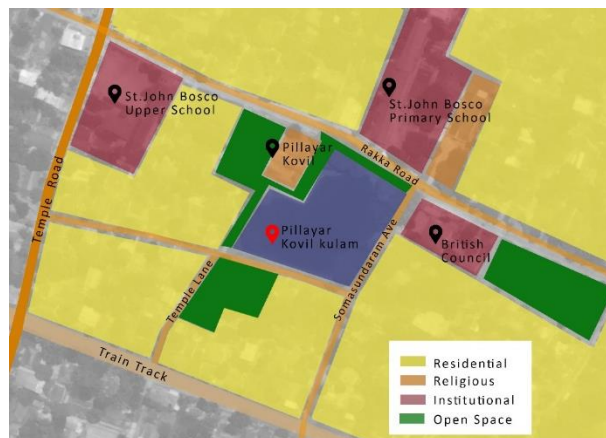 St.John Bosco
Upper School
St.John Bosco
Primary School
Pillayar
Kovil
Rakka Road
Temple Road
Pillayar
Kovil kulam
British
Council
Somasundaram Ave
Temple Lane
Train Track
Residential
Religious
Institutional
Open Space